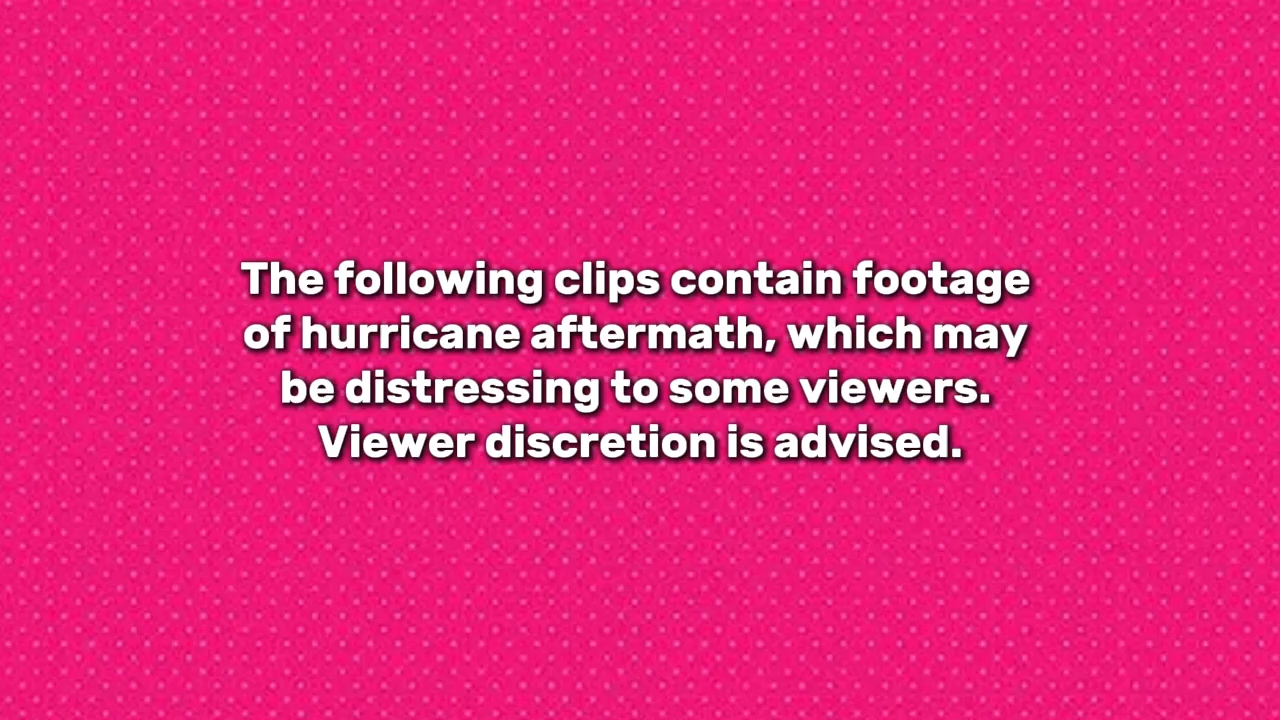 The following clips contain footage
of hurricane aftermath, which may
be distressing to some viewers.
Viewer discretion is advised.